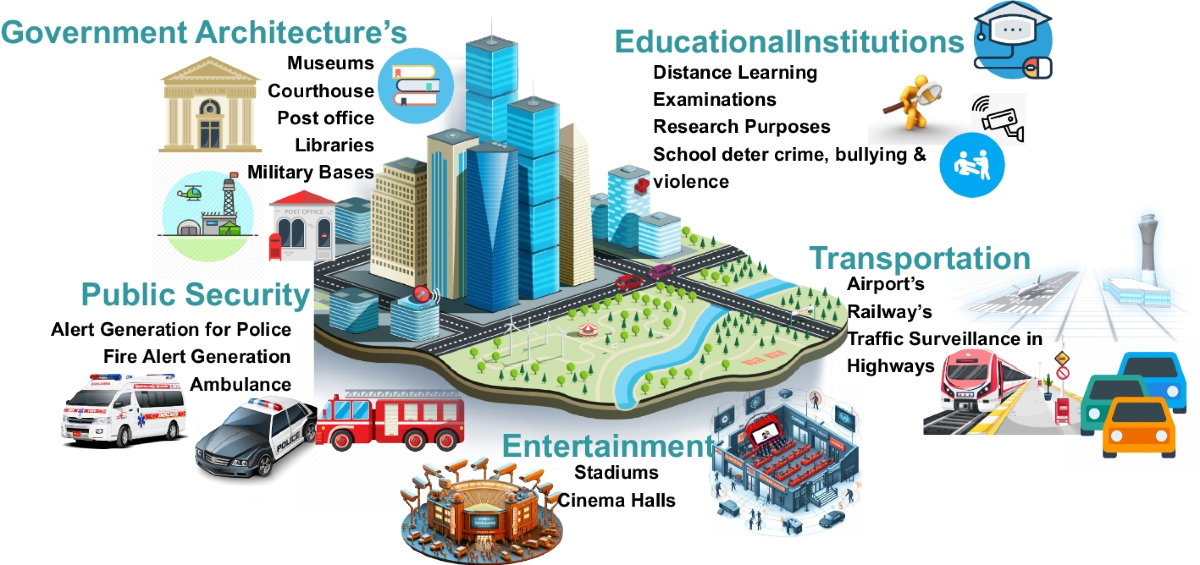 Government Architecture's
Museums
Courthouse
Post office
Libraries
Military Bases
MUSEUM
POST OFFICE
EducationalInstitutions
Distance Learning
Examinations
Research Purposes
School deter crime, bullying &
violence
Public Security
Alert Generation for Police
Fire Alert Generation
Ambulance
POLICE
Transportation
Airport's
Railway's
Traffic Surveillance in
Highways
Entertainment
Stadiums
Cinema Halls